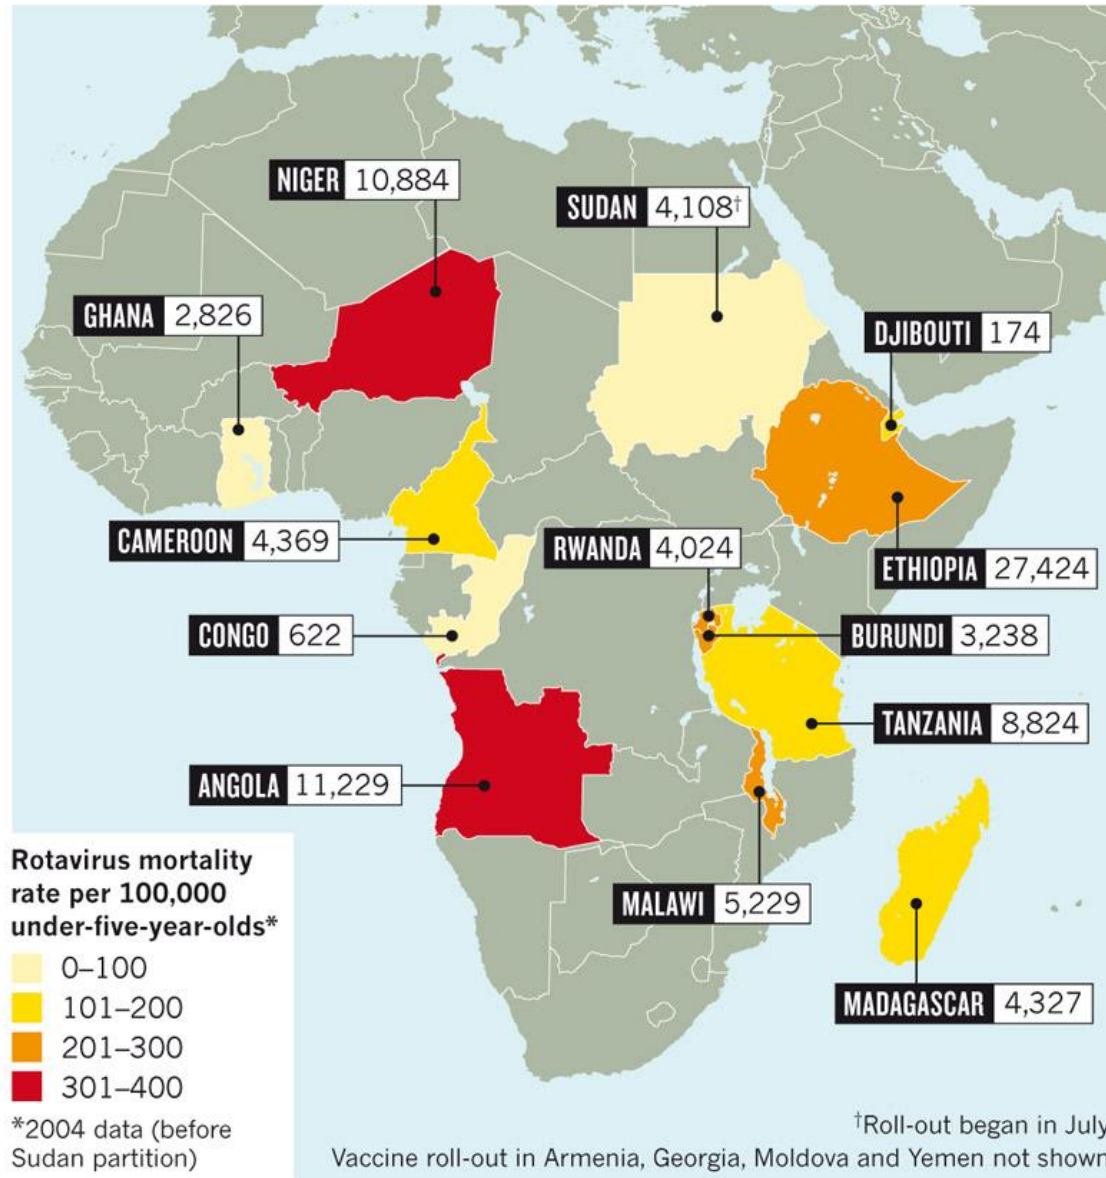 NIGER 10,884
SUDAN 4,108†
GHANA 2,826
DJIBOUTI 174
CAMEROON 4,369
RWANDA 4,024
ETHIOPIA 27,424
CONGO 622
BURUNDI 3,238
TANZANIA 8,824
ANGOLA 11,229
MALAWI 5,229
MADAGASCAR 4,327
Rotavirus mortality
rate per 100,000
under-five-year-olds*
0–100
101–200
201–300
301–400
*2004 data (before
Sudan partition)
†Roll-out began in July
Vaccine roll-out in Armenia, Georgia, Moldova and Yemen not shown